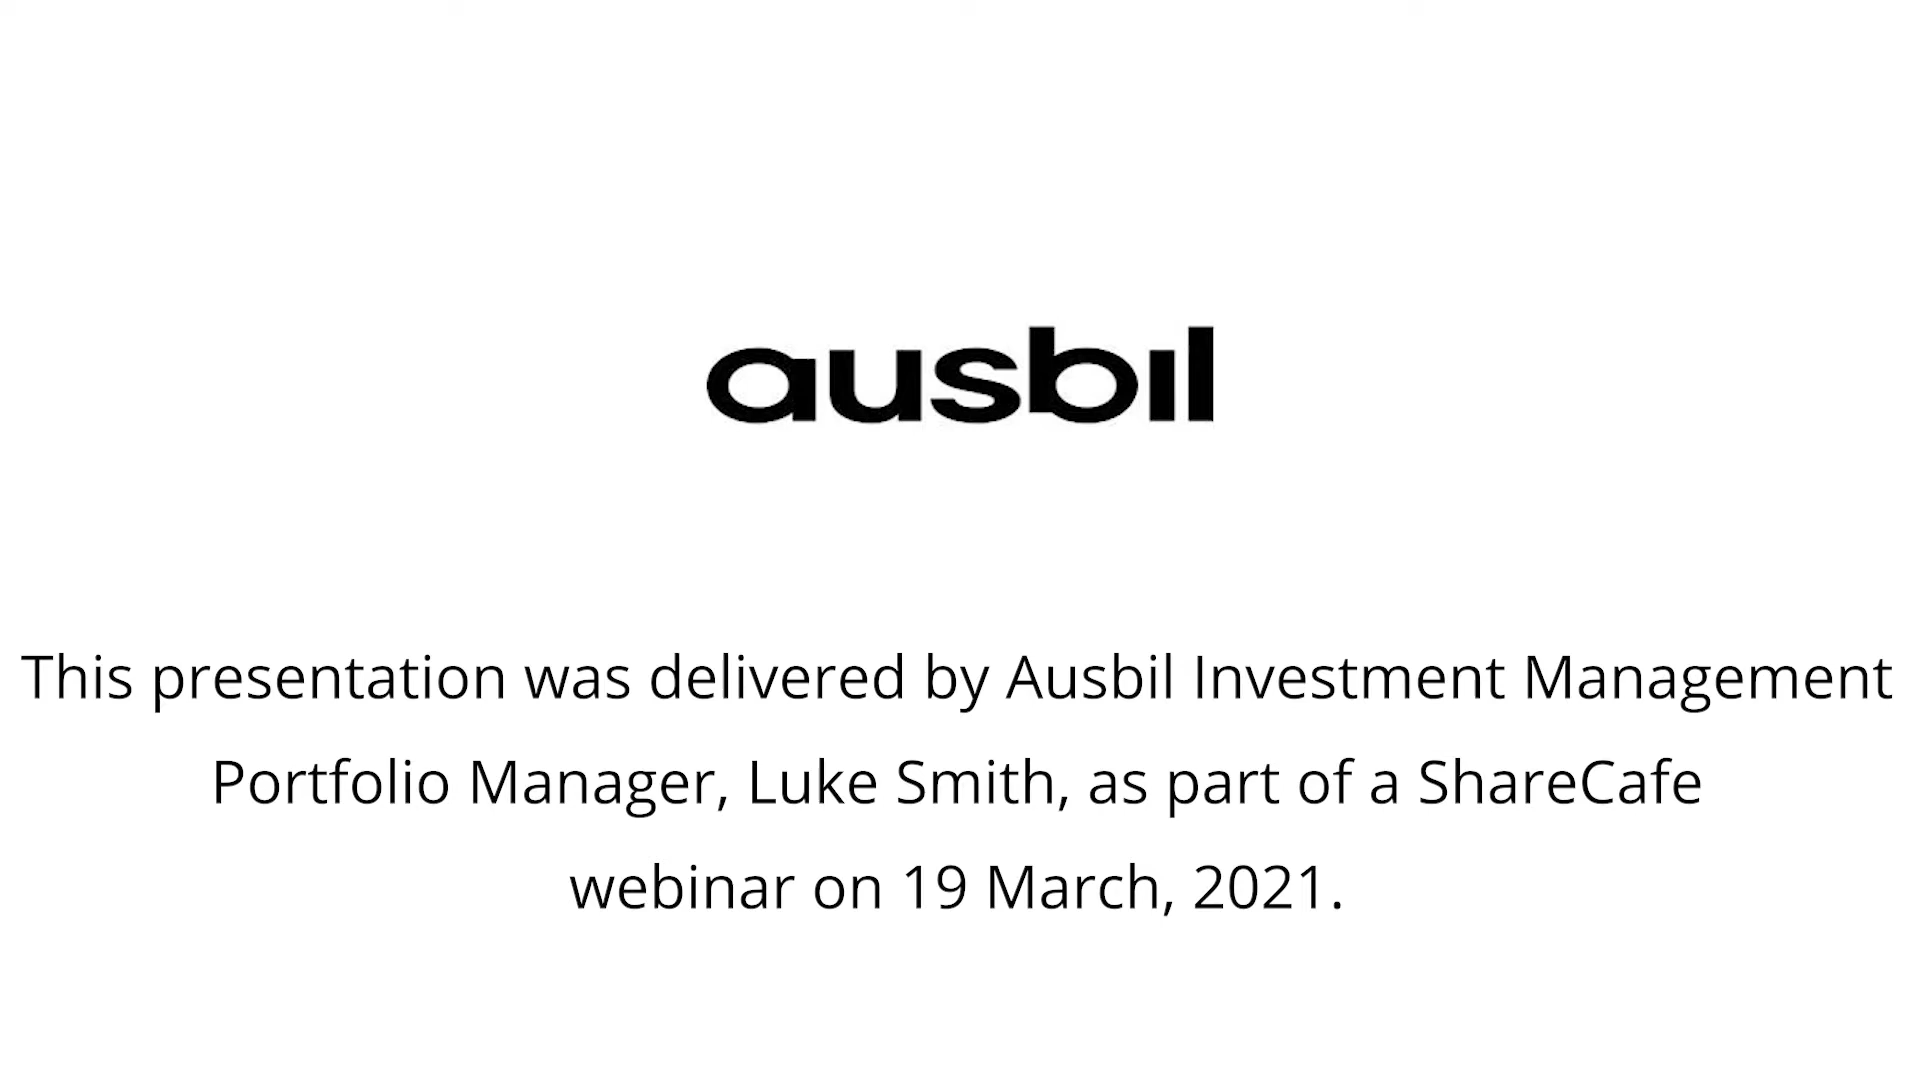 ausbil
This presentation was delivered by Ausbil Investment Management
Portfolio Manager, Luke Smith, as part of a ShareCafe
webinar on 19 March, 2021.